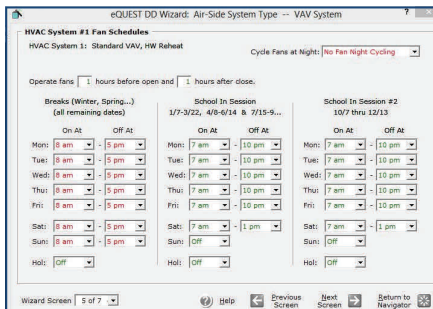 eQUEST DD Wizard: Air-Side System Type -- VAV System ?
HVAC System #1 Fan Schedules
HVAC System 1: Standard VAV, HW Reheat
Cycle Fans at Night: No Fan Night Cycling
Operate fans 1 hours before open and 1 hours after close.
Breaks (Winter, Spring...) School In Session School In Session #2
(all remaining dates) 1/7-3/22, 4/8-6/14 & 7/15-9... 10/7 thru 12/13
On At Off At On At Off At On At Off At
Mon: 8 am - 5 pm Mon: 7 am - 10 pm Mon: 7 am - 10 pm
Tue: 8 am - 5 pm Tue: 7 am - 10 pm Tue: 7 am - 10 pm
Wed: 8 am - 5 pm Wed: 7 am - 10 pm Wed: 7 am - 10 pm
Thu: 8 am - 5 pm Thu: 7 am - 10 pm Thu: 7 am - 10 pm
Fri: 8 am - 5 pm Fri: 7 am - 10 pm Fri: 7 am - 10 pm
Sat: 8 am - 5 pm Sat: 7 am - 1 pm Sat: 7 am - 1 pm
Sun: 8 am - 5 pm Sun: Off Sun: Off
Hol: Off Hol: Off Hol: Off
Wizard Screen 5 of 7 Help Previous Screen Next Screen Return to Navigator